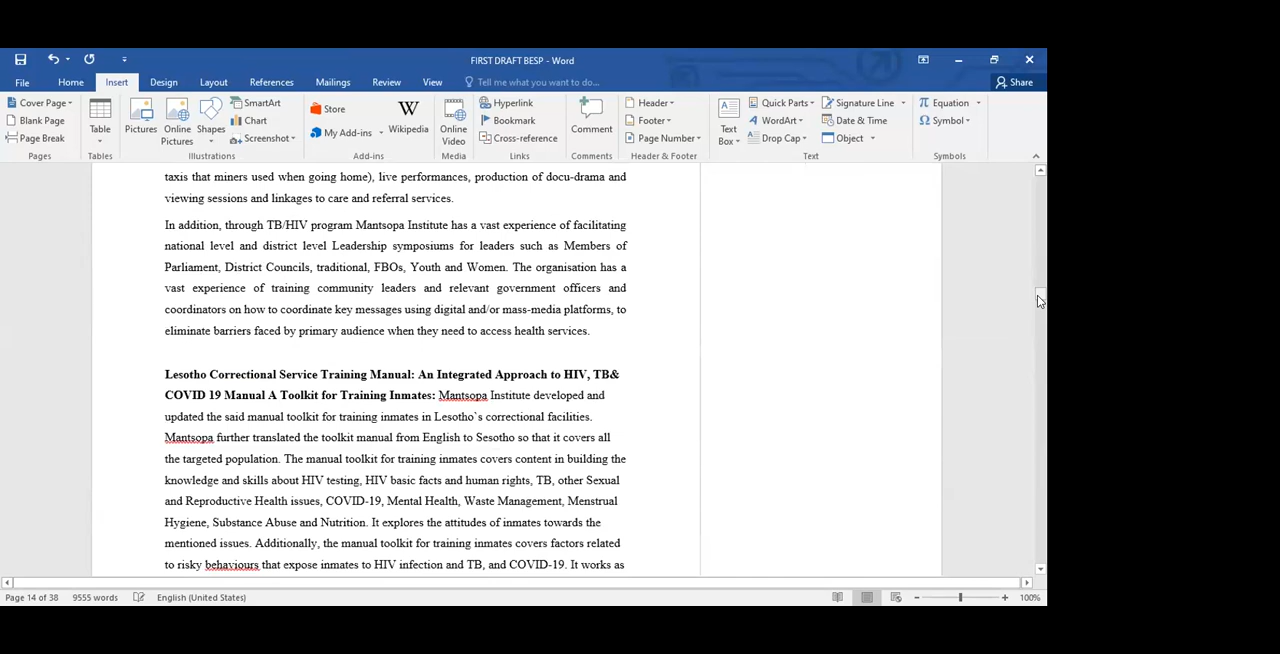 FIRST DRAFT BESP - Word
File Home Insert Design Layout References Mailings Review View Tell me what you want to do... Share
Cover Page
Blank Page
Page Break
Pages
Table
Tables
Pictures
Online Pictures
Shapes
SmartArt
Chart
Screenshot
Illustrations
Store
My Add-ins
W
Wikipedia
Add-ins
Online Video
Media
Hyperlink
Bookmark
Cross-reference
Links
Comment
Comments
Header
Footer
Page Number
Header & Footer
Text Box
Quick Parts
WordArt
Drop Cap
Signature Line
Date & Time
Object
Text
Equation
Symbol
Symbols
taxis that miners used when going home), live performances, production of docu-drama and
viewing sessions and linkages to care and referral services.
In addition, through TB/HIV program Mantsopa Institute has a vast experience of facilitating
national level and district level Leadership symposiums for leaders such as Members of
Parliament, District Councils, traditional, FBOs, Youth and Women. The organisation has a
vast experience of training community leaders and relevant government officers and
coordinators on how to coordinate key messages using digital and/or mass-media platforms, to
eliminate barriers faced by primary audience when they need to access health services.
Lesotho Correctional Service Training Manual: An Integrated Approach to HIV, TB&
COVID 19 Manual A Toolkit for Training Inmates: Mantsopa Institute developed and
updated the said manual toolkit for training inmates in Lesotho`s correctional facilities.
Mantsopa further translated the toolkit manual from English to Sesotho so that it covers all
the targeted population. The manual toolkit for training inmates covers content in building the
knowledge and skills about HIV testing, HIV basic facts and human rights, TB, other Sexual
and Reproductive Health issues, COVID-19, Mental Health, Waste Management, Menstrual
Hygiene, Substance Abuse and Nutrition. It explores the attitudes of inmates towards the
mentioned issues. Additionally, the manual toolkit for training inmates covers factors related
to risky behaviours that expose inmates to HIV infection and TB, and COVID-19. It works as
Page 14 of 38 9555 words English (United States) 100%